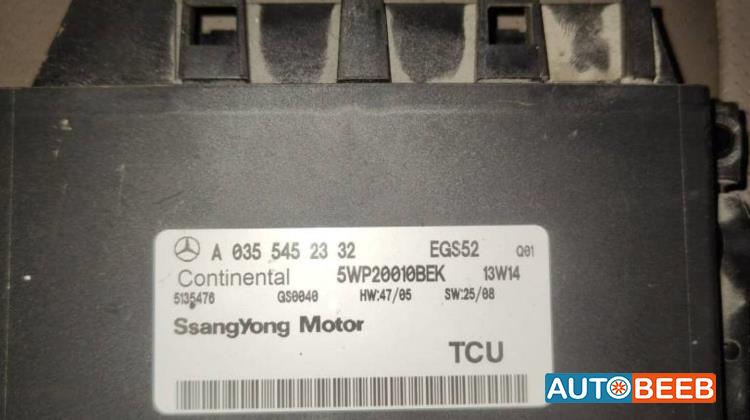 A 035 545 23 32 EGS52 Q01
Continental 5WP20010BEK 13W14
5135476 GS0040 HW:47/05 SW:25/08
SsangYong Motor
TCU
AUTOBEEB